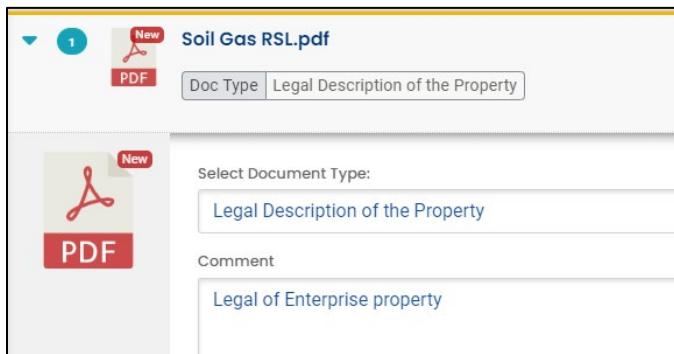 1
New
PDF
Soil Gas RSL.pdf
Doc Type Legal Description of the Property
New
PDF
Select Document Type:
Legal Description of the Property
Comment
Legal of Enterprise property